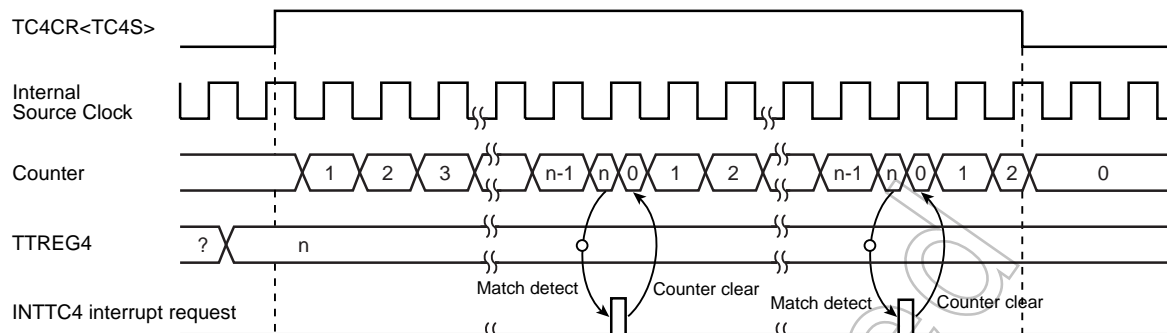 TC4CR<TC4S>
Internal
Source Clock
Counter
1 2 3 n-1 n 0 1 2 n-1 n 0 1 2 0
TTREG4
? n
Match detect Counter clear Match detect Counter clear
INTTC4 interrupt request